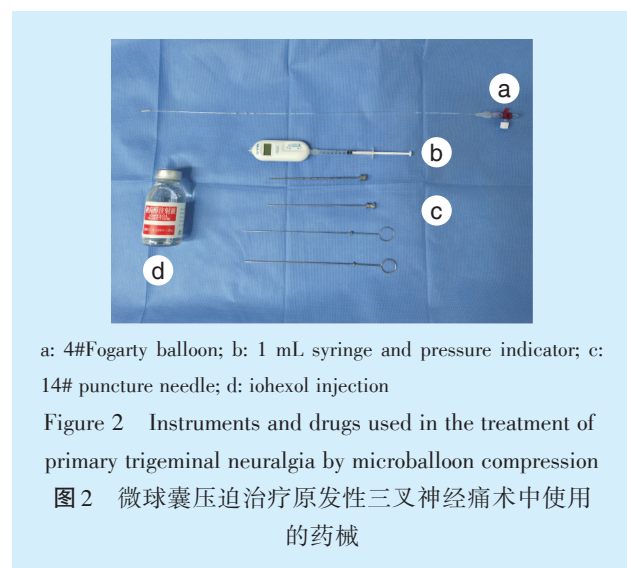 a
b
c
d
a: 4#Fogarty balloon; b: 1 mL syringe and pressure indicator; c:
14# puncture needle; d: iohexol injection
Figure 2 Instruments and drugs used in the treatment of
primary trigeminal neuralgia by microballoon compression
图2 微球囊压迫治疗原发性三叉神经痛术中使用
的药械